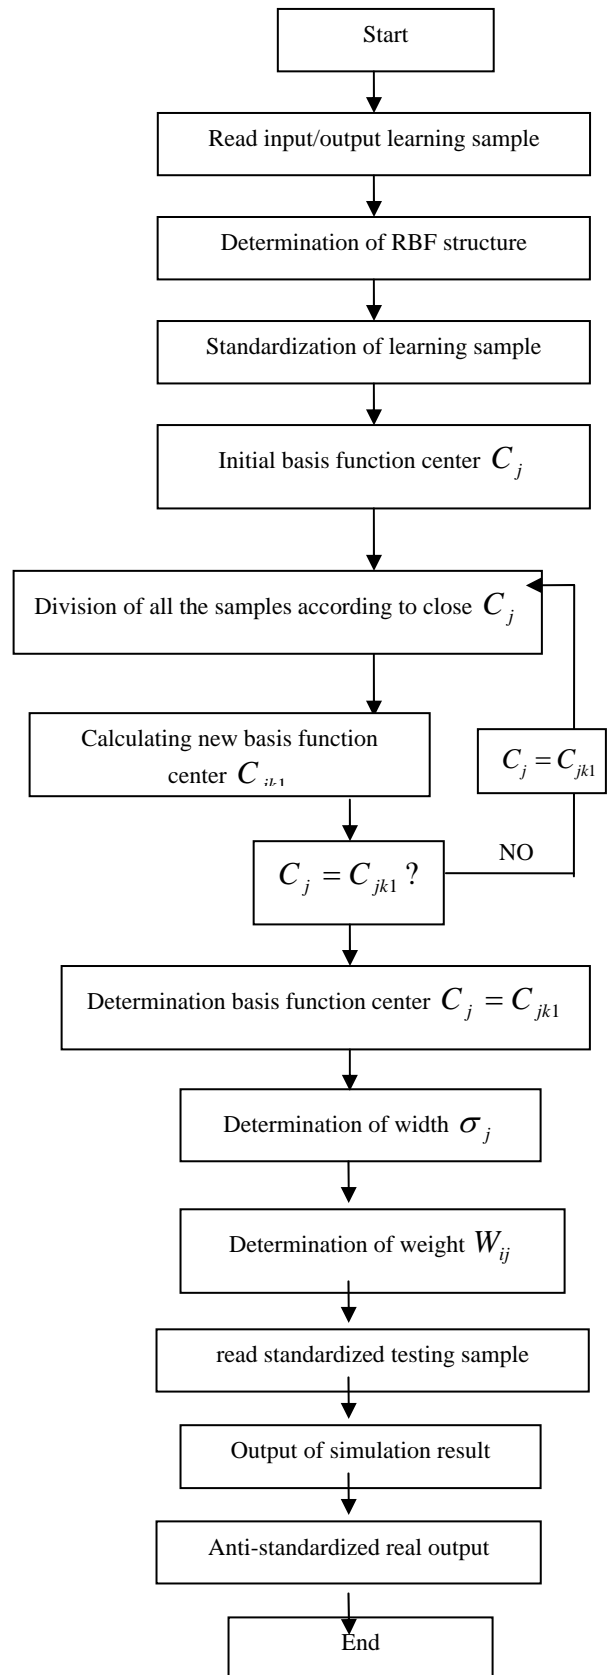 Start
Read input/output learning sample
Determination of RBF structure
Standardization of learning sample
Initial basis function center C_j
Division of all the samples according to close C_j
Calculating new basis function
center C_jk1
C_j = C_jk1
C_j = C_jk1 ?
NO
Determination basis function center C_j = C_jk1
Determination of width σ_j
Determination of weight W_ij
read standardized testing sample
Output of simulation result
Anti-standardized real output
End